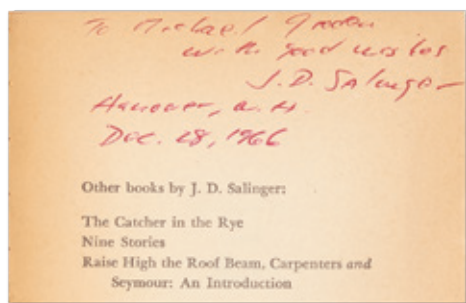 To Michael Green
with good wishes
J.D. Salinger
Hanover, N.H.
Dec. 28, 1966
Other books by J. D. Salinger:
The Catcher in the Rye
Nine Stories
Raise High the Roof Beam, Carpenters and
Seymour: An Introduction